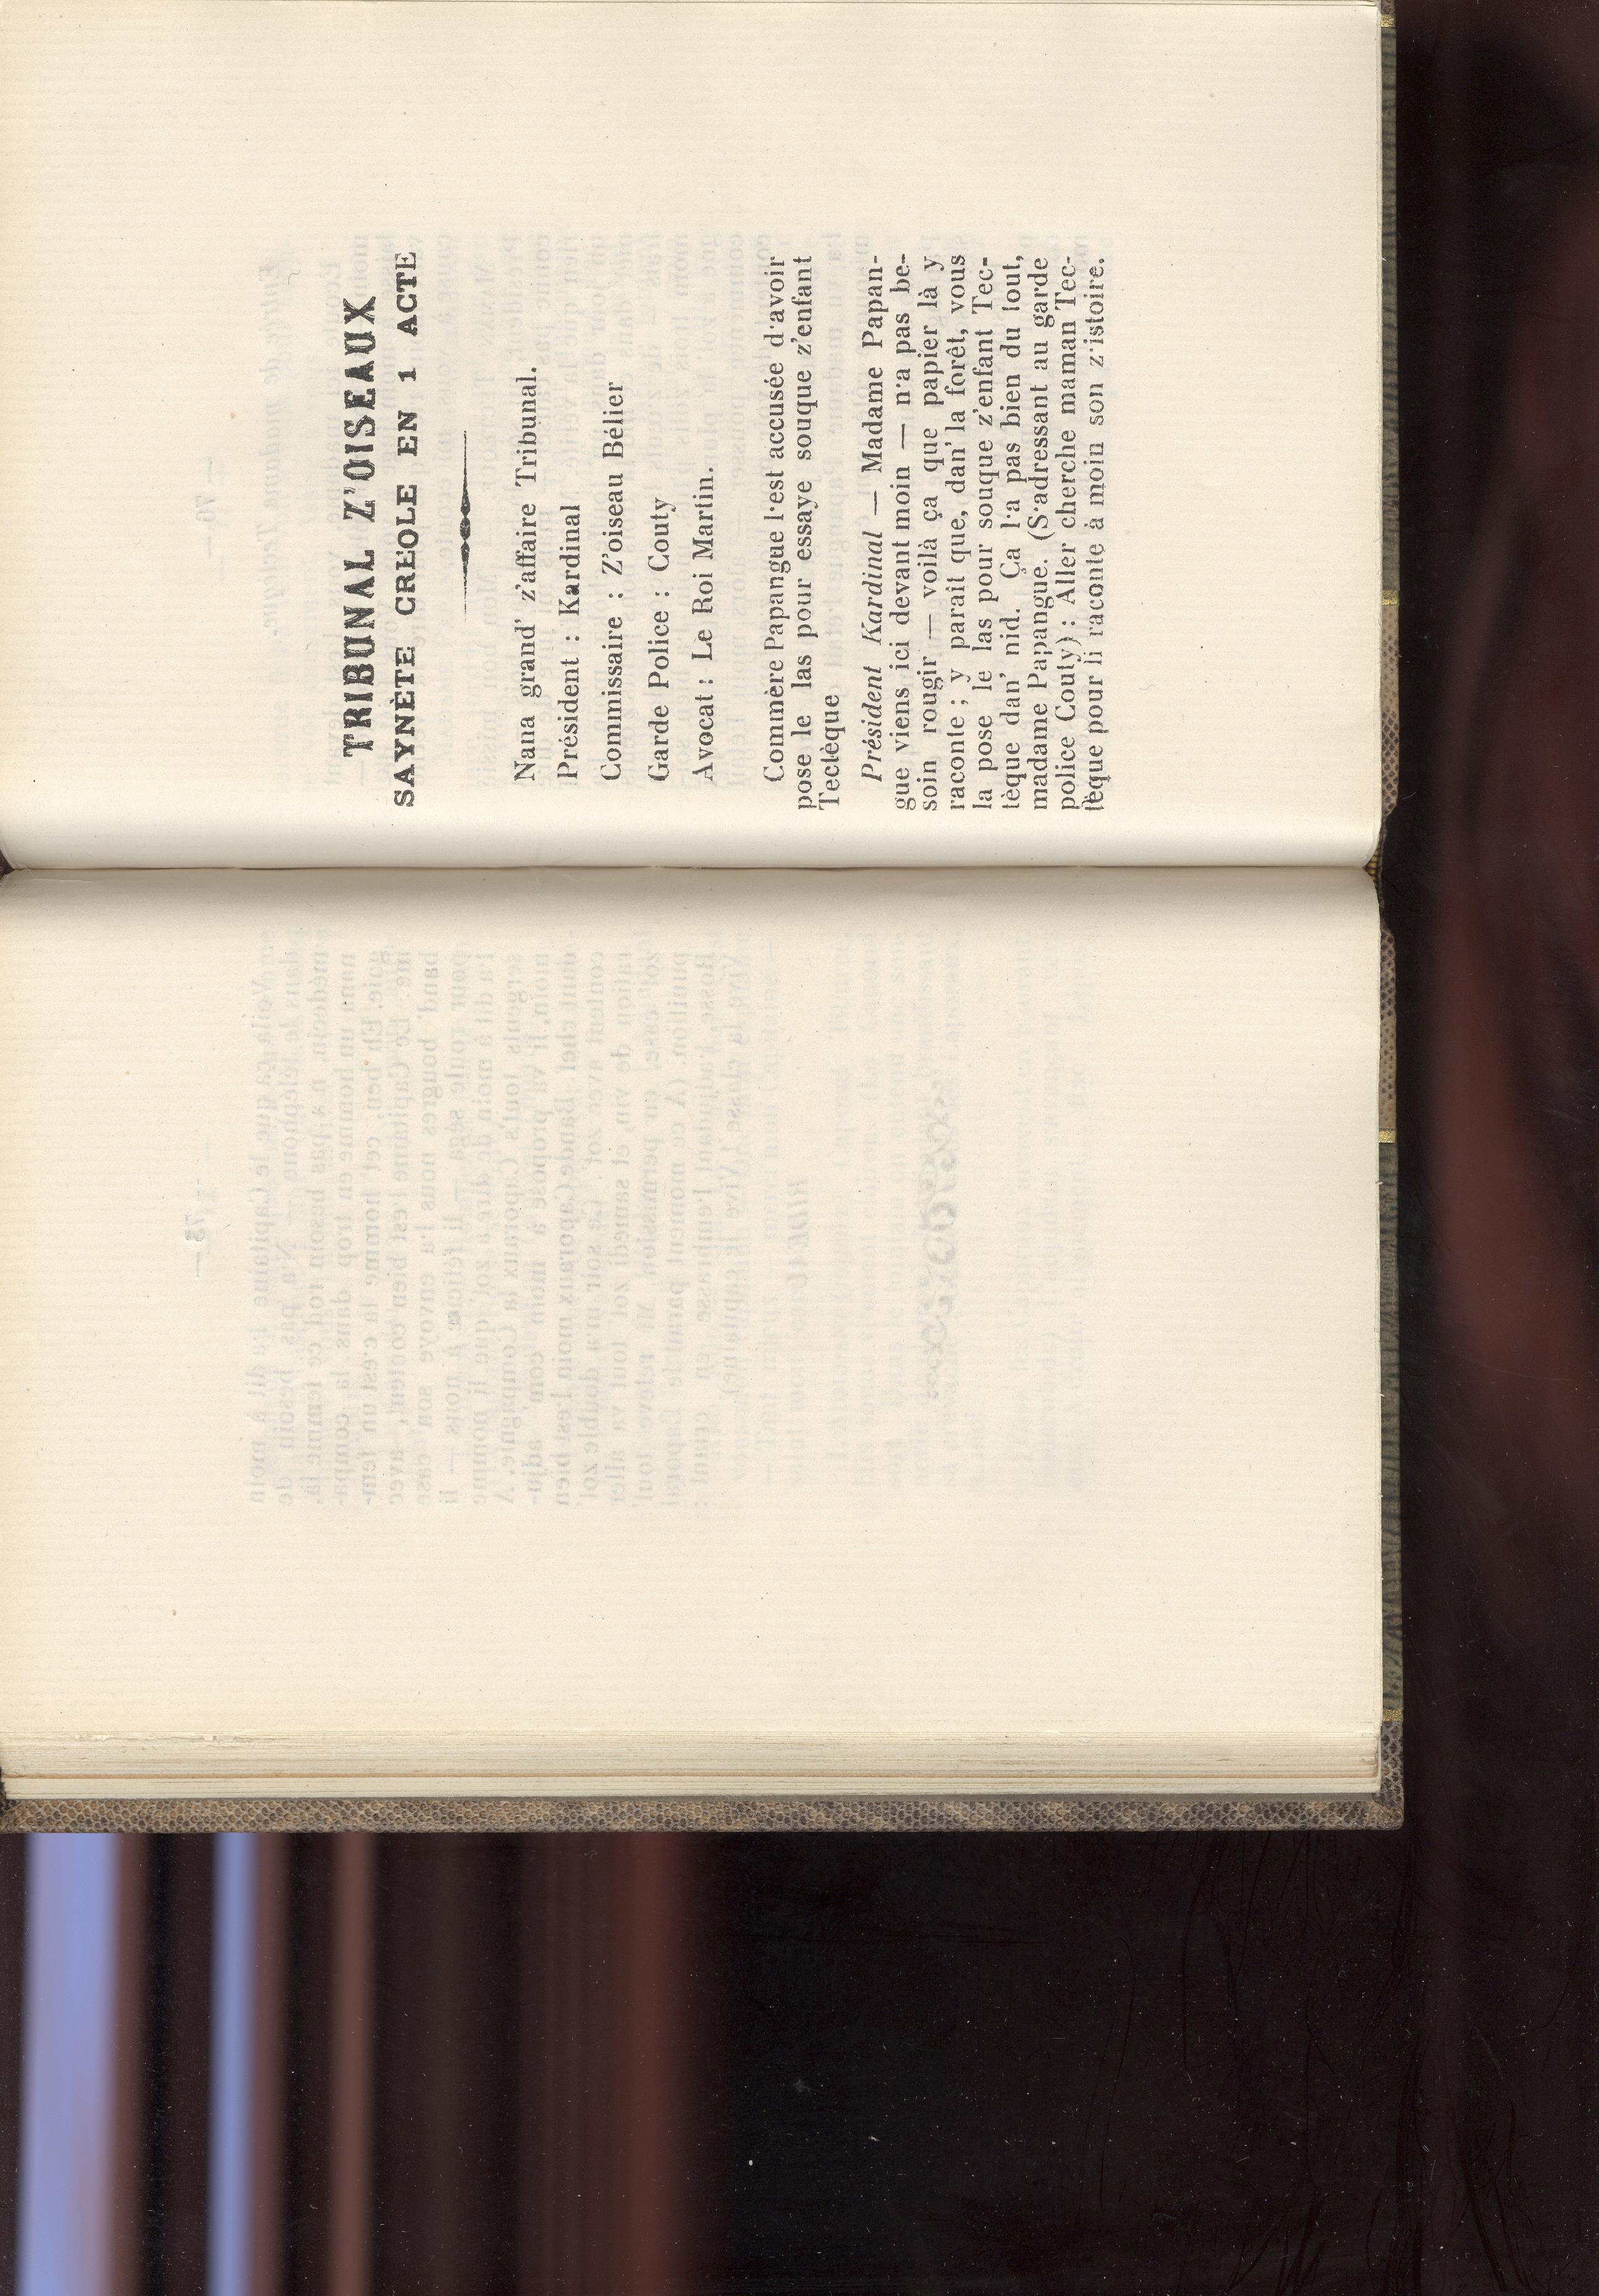 TRIBUNAL Z'OISEAUX
SAYNÈTE CREOLE EN 1 ACTE
Nana grand' z'affaire Tribunal.
Président : Kardinal
Commissaire : Z'oiseau Bélier
Garde Police : Couty
Avocat : Le Roi Martin.
Commère Papangue l'est accusée d'avoir
pose le las pour essaye souque z'enfant
Teclèque
Président Kardinal — Madame Papan-
gue viens ici devant moin — n'a pas be-
soin rougir — voilà ça que papier là y
raconte ; y parait que, dan' la forêt, vous
la pose le las pour souque z'enfant Tec-
tèque dan' nid. Ça l'a pas bien du tout,
madame Papangue. (S'adressant au garde
police Couty) : Aller cherche maman Tec-
tèque pour li raconte à moin son z'istoire.